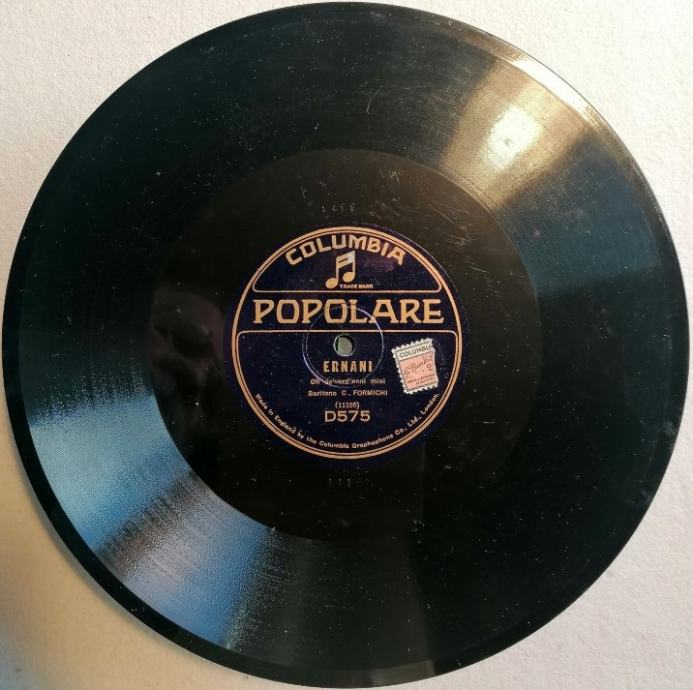 COLUMBIA
TRADE MARK
POPOLARE
ERNANI
Oh de'verd'anni miei
Baritono C. FORMICHI
(11196)
D575
Made in England by the Columbia Graphophone Co., Ltd., London.
COLUMBIA